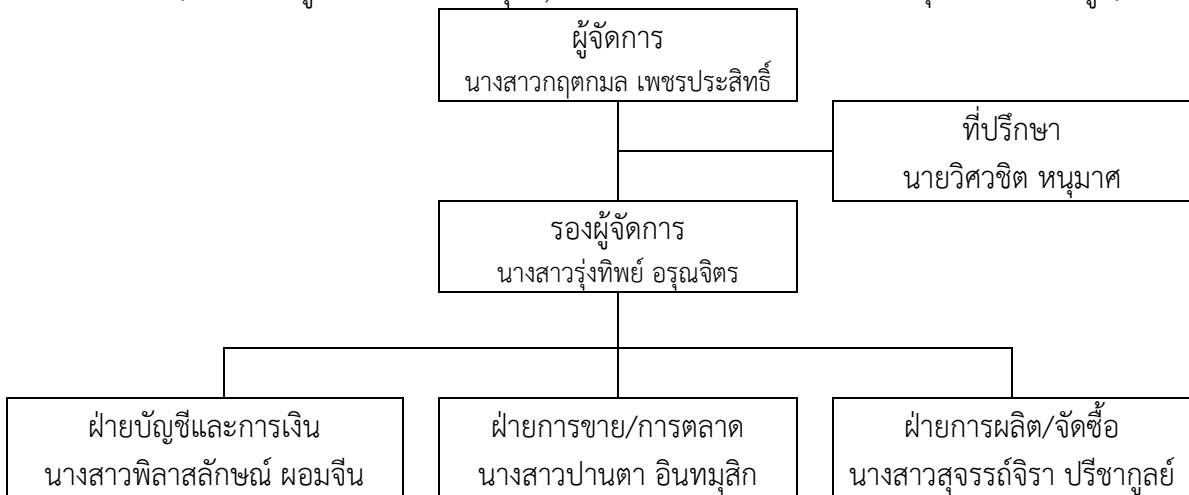 ผู้จัดการ
นางสาวกฤตกมล เพชรประสิทธิ์
ที่ปรึกษา
นายวิศวชิต หนุมาศ
รองผู้จัดการ
นางสาวรุ่งทิพย์ อรุณจิตร
ฝ่ายบัญชีและการเงิน
นางสาวพิลาสลักษณ์ ผอมจีน
ฝ่ายการขาย/การตลาด
นางสาวปานตา อินทมุสิก
ฝ่ายการผลิต/จัดซื้อ
นางสาวสุจรรถ์จิรา ปรีชากูลย์